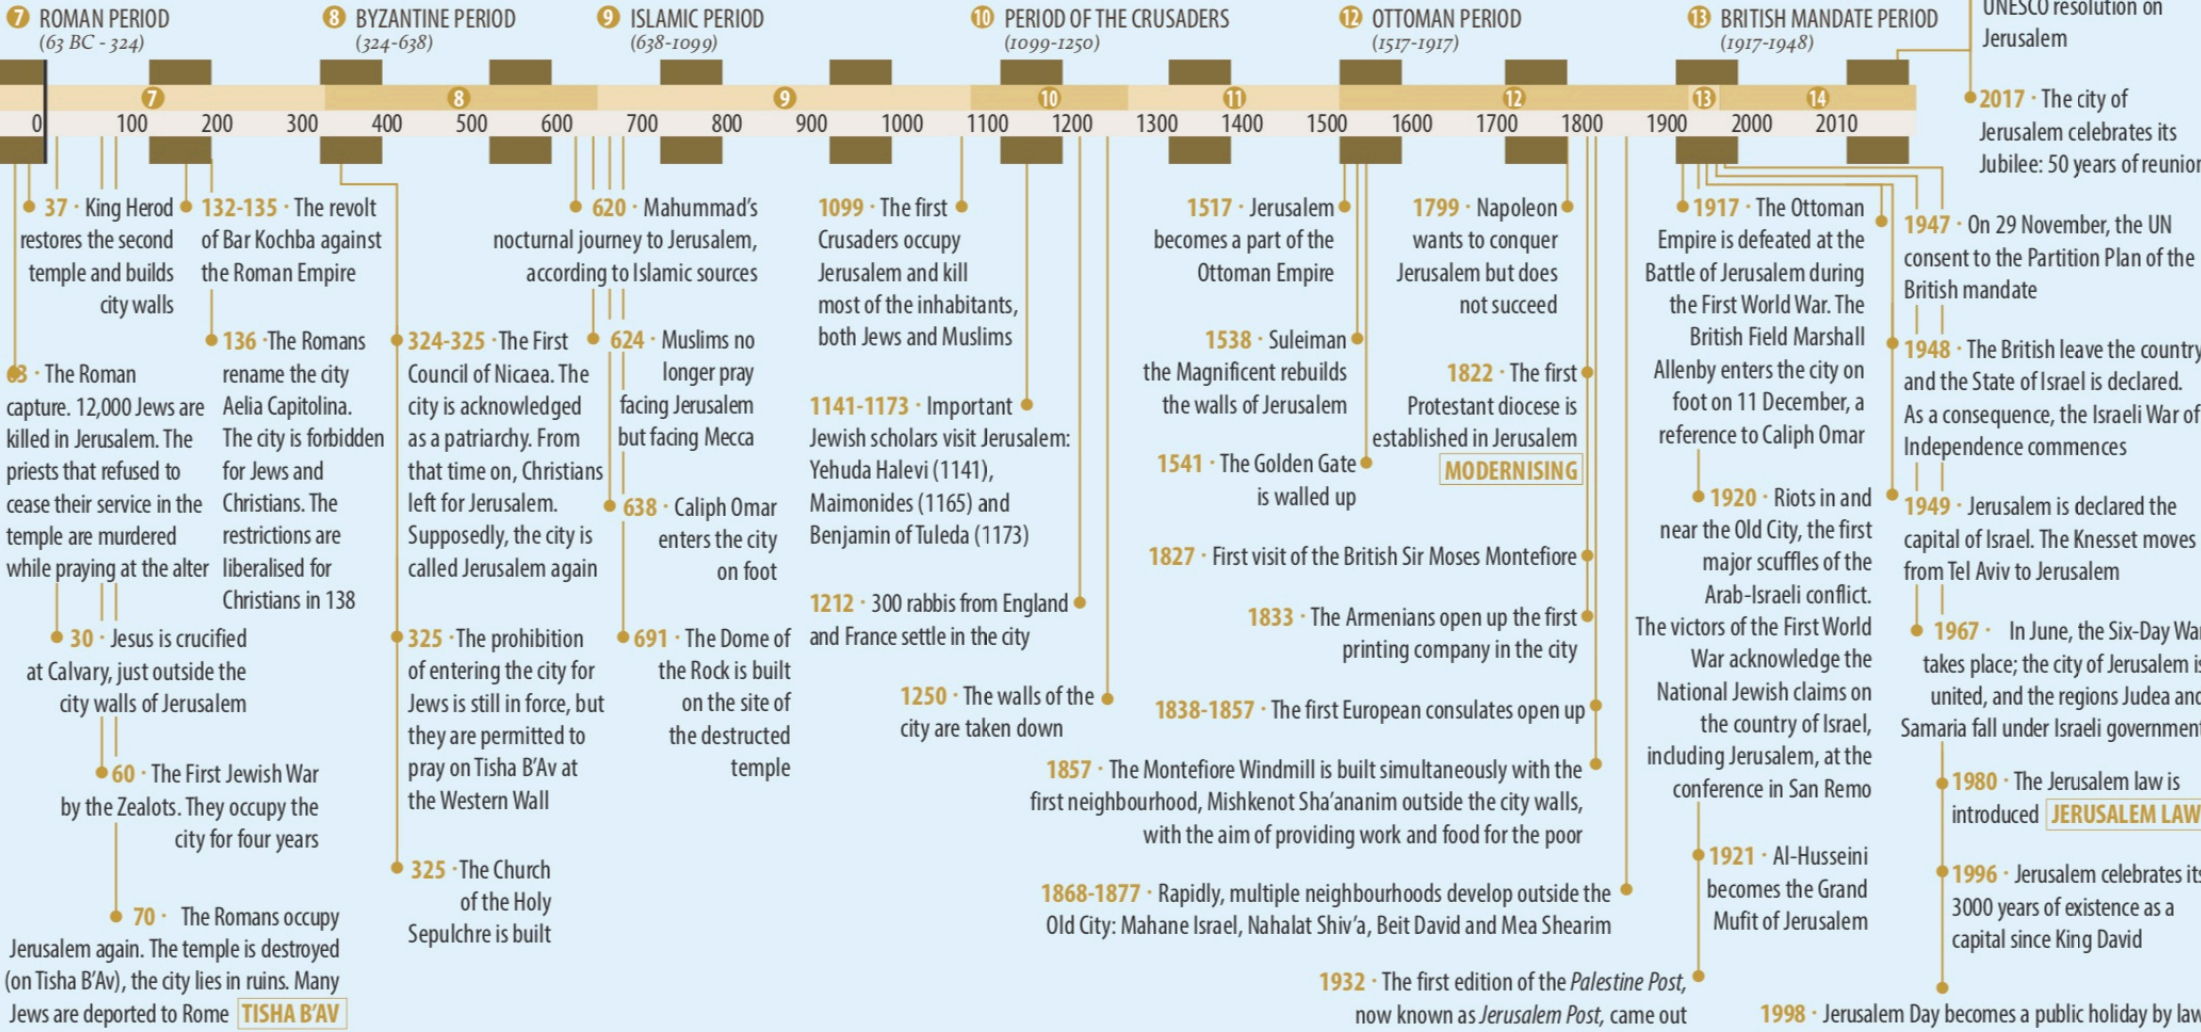 7 ROMAN PERIOD
(63 BC - 324)
8 BYZANTINE PERIOD
(324-638)
9 ISLAMIC PERIOD
(638-1099)
10 PERIOD OF THE CRUSADERS
(1099-1250)
12 OTTOMAN PERIOD
(1517-1917)
13 BRITISH MANDATE PERIOD
(1917-1948)
UNESCO resolution on
Jerusalem
7 8 9 10 11 12 13 14
0 100 200 300 400 500 600 700 800 900 1000 1100 1200 1300 1400 1500 1600 1700 1800 1900 2000 2010
2017 · The city of
Jerusalem celebrates its
Jubilee: 50 years of reunion
37 · King Herod
restores the second
temple and builds
city walls
63 · The Roman
capture. 12,000 Jews are
killed in Jerusalem. The
priests that refused to
cease their service in the
temple are murdered
while praying at the alter
30 · Jesus is crucified
at Calvary, just outside the
city walls of Jerusalem
60 · The First Jewish War
by the Zealots. They occupy the
city for four years
70 · The Romans occupy
Jerusalem again. The temple is destroyed
(on Tisha B'Av), the city lies in ruins. Many
Jews are deported to Rome TISHA B'AV
132-135 · The revolt
of Bar Kochba against
the Roman Empire
136 · The Romans
rename the city
Aelia Capitolina.
The city is forbidden
for Jews and
Christians. The
restrictions are
liberalised for
Christians in 138
324-325 · The First
Council of Nicaea. The
city is acknowledged
as a patriarchy. From
that time on, Christians
left for Jerusalem.
Supposedly, the city is
called Jerusalem again
325 · The prohibition
of entering the city for
Jews is still in force, but
they are permitted to
pray on Tisha B'Av at
the Western Wall
325 · The Church
of the Holy
Sepulchre is built
620 · Mahummad's
nocturnal journey to Jerusalem,
according to Islamic sources
624 · Muslims no
longer pray
facing Jerusalem
but facing Mecca
638 · Caliph Omar
enters the city
on foot
691 · The Dome of
the Rock is built
on the site of
the destructed
temple
1099 · The first
Crusaders occupy
Jerusalem and kill
most of the inhabitants,
both Jews and Muslims
1141-1173 · Important
Jewish scholars visit Jerusalem:
Yehuda Halevi (1141),
Maimonides (1165) and
Benjamin of Tuleda (1173)
1212 · 300 rabbis from England
and France settle in the city
1250 · The walls of the
city are taken down
1517 · Jerusalem
becomes a part of the
Ottoman Empire
1538 · Suleiman
the Magnificent rebuilds
the walls of Jerusalem
1541 · The Golden Gate
is walled up
1799 · Napoleon
wants to conquer
Jerusalem but does
not succeed
1822 · The first
Protestant diocese is
established in Jerusalem
MODERNISING
1827 · First visit of the British Sir Moses Montefiore
1833 · The Armenians open up the first
printing company in the city
1838-1857 · The first European consulates open up
1857 · The Montefiore Windmill is built simultaneously with the
first neighbourhood, Mishkenot Sha'ananim outside the city walls,
with the aim of providing work and food for the poor
1868-1877 · Rapidly, multiple neighbourhoods develop outside the
Old City: Mahane Israel, Nahalat Shiv'a, Beit David and Mea Shearim
1932 · The first edition of the Palestine Post,
now known as Jerusalem Post, came out
1917 · The Ottoman
Empire is defeated at the
Battle of Jerusalem during
the First World War. The
British Field Marshall
Allenby enters the city on
foot on 11 December, a
reference to Caliph Omar
1920 · Riots in and
near the Old City, the first
major scuffles of the
Arab-Israeli conflict.
The victors of the First World
War acknowledge the
National Jewish claims on
the country of Israel,
including Jerusalem, at the
conference in San Remo
1921 · Al-Husseini
becomes the Grand
Mufit of Jerusalem
1947 · On 29 November, the UN
consent to the Partition Plan of the
British mandate
1948 · The British leave the country
and the State of Israel is declared.
As a consequence, the Israeli War of
Independence commences
1949 · Jerusalem is declared the
capital of Israel. The Knesset moves
from Tel Aviv to Jerusalem
1967 · In June, the Six-Day War
takes place; the city of Jerusalem is
united, and the regions Judea and
Samaria fall under Israeli government
1980 · The Jerusalem law is
introduced JERUSALEM LAW
1996 · Jerusalem celebrates its
3000 years of existence as a
capital since King David
1998 · Jerusalem Day becomes a public holiday by law